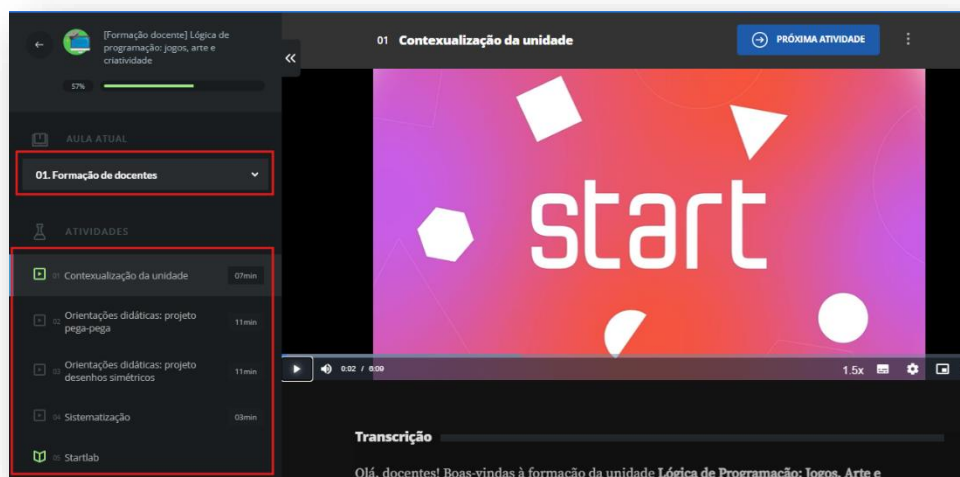 [Formação docente] Lógica de
programação: jogos, arte e
criatividade
57%
AULA ATUAL
01. Formação de docentes
ATIVIDADES
01 Contexualização da unidade 07min
02 Orientações didáticas: projeto
pega-pega 11min
03 Orientações didáticas: projeto
desenhos simétricos 11min
04 Sistematização 03min
05 Startlab
01 Contexualização da unidade
PRÓXIMA ATIVIDADE
start
0:02 / 6:09
1.5x
Transcrição
Olá, docentes! Boas-vindas à formação da unidade Lógica de Programação: Jogos, Arte e